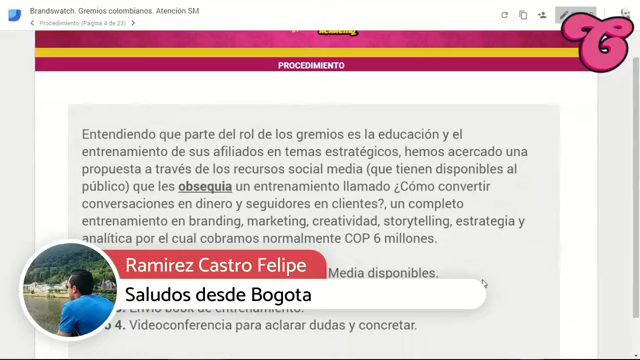 Brandswatch. Gremios colombianos. Atención SM
Procedimiento (Página 4 de 23)
PROCEDIMIENTO
Entendiendo que parte del rol de los gremios es la educación y el
entrenamiento de sus afiliados en temas estratégicos, hemos acercado una
propuesta a través de los recursos social media (que tienen disponibles al
público) que les obsequia un entrenamiento llamado ¿Cómo convertir
conversaciones en dinero y seguidores en clientes?, un completo
entrenamiento en branding, marketing, creatividad, storytelling, estrategia y
analítica por el cual cobramos normalmente COP 6 millones.
Ramirez Castro Felipe
Media disponibles.
Saludos desde Bogota
Envío book de entrenamiento.
4. Videoconferencia para aclarar dudas y concretar.